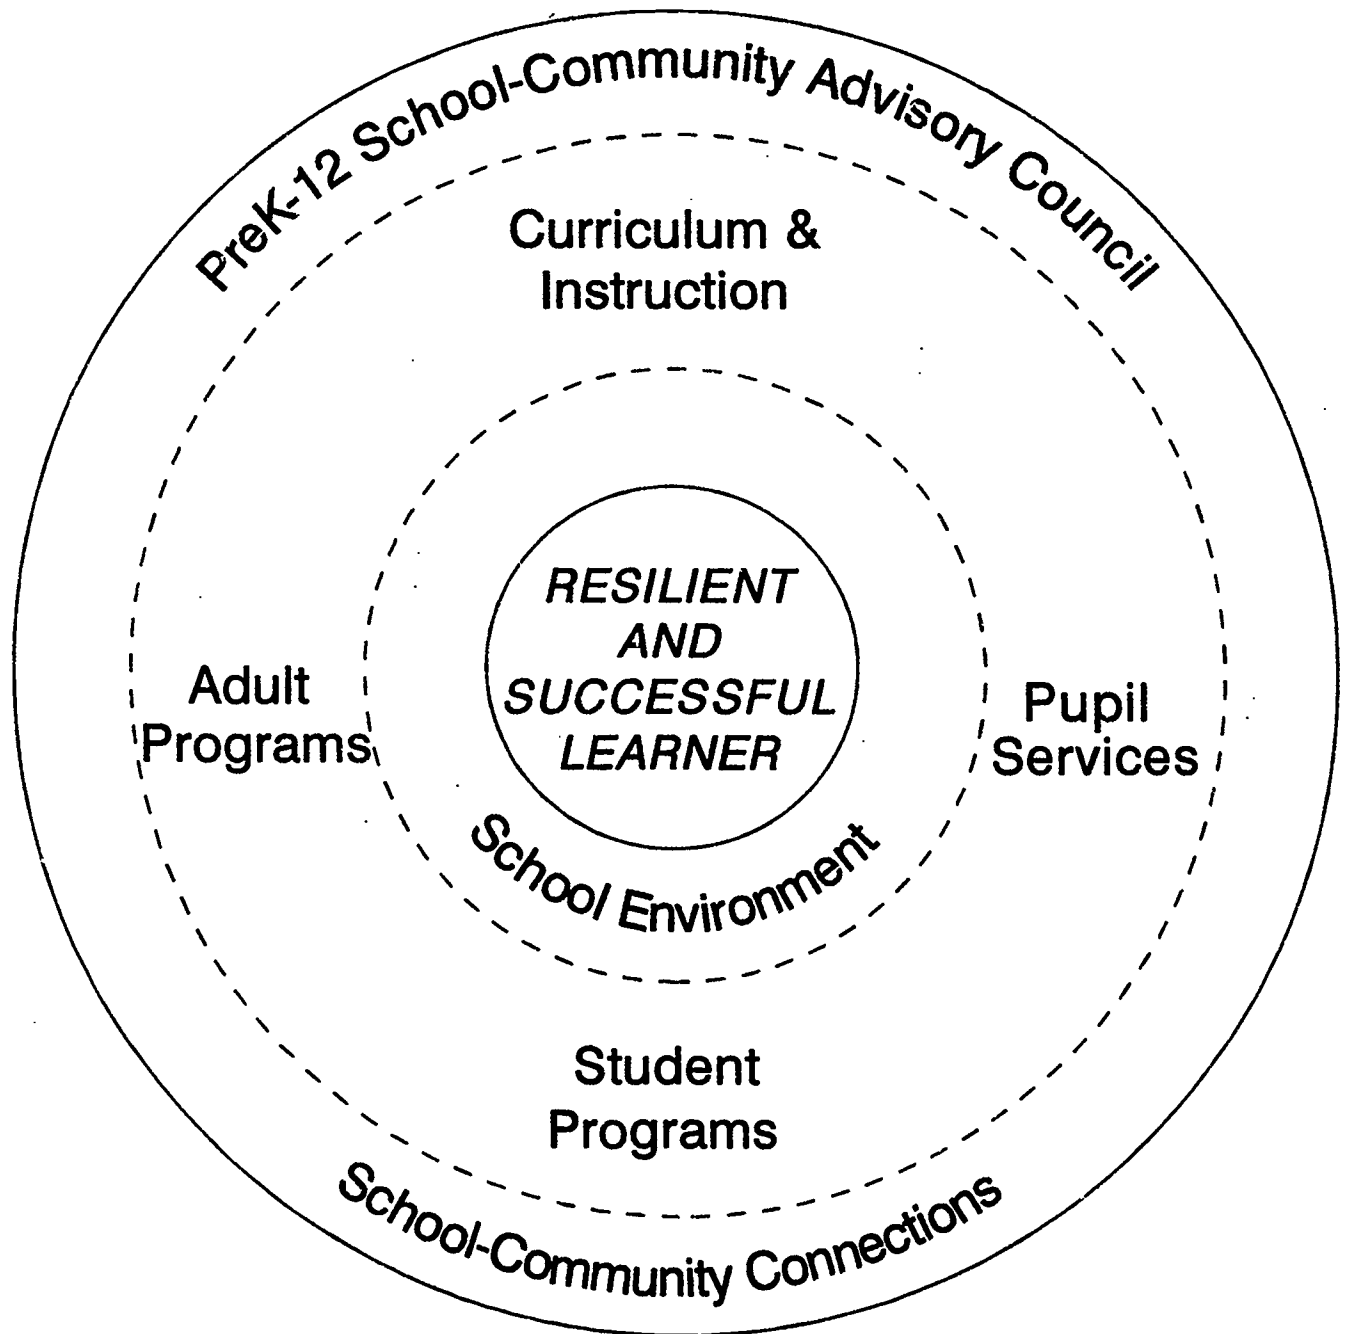 PreK-12 School-Community Advisory Council
Curriculum &
Instruction
RESILIENT
AND
SUCCESSFUL
LEARNER
Adult
Programs
Pupil
Services
School Environment
Student
Programs
School-Community Connections